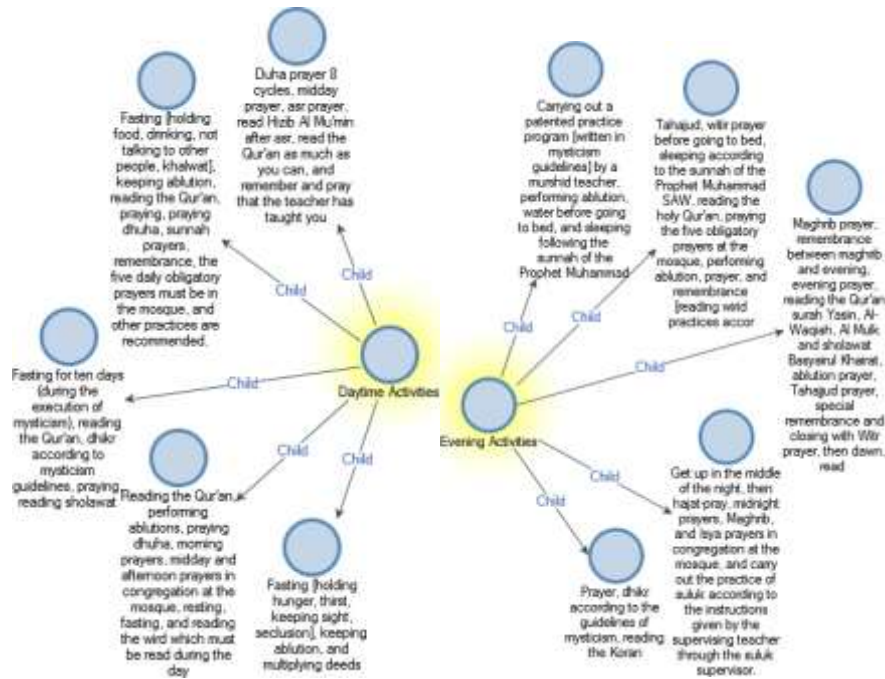 Duha prayer 8
cycles, midday
prayer, asr prayer,
read Hizib Al Mu'min
after asr, read the
Qur'an as much as
you can, and
remember and pray
that the teacher has
taught you
Fasting [holding
food, drinking, not
talking to other
people, khalwat],
keeping ablution,
reading the Qur'an,
praying, praying
dhuha, sunnah
prayers,
remembrance, the
five daily obligatory
prayers must be in
the mosque, and
other practices are
recommended.
Child
Child
Child
Child
Child
Daytime Activities
Fasting for ten days
(during the
execution of
mysticism), reading
the Qur'an, dhikr
according to
mysticism
guidelines, praying
reading sholawat
Reading the Qur'an,
performing
ablutions, praying
dhuha, morning
prayers, midday and
afternoon prayers in
congregation at the
mosque, resting,
fasting, and reading
the wird which must
be read during the
day
Fasting [holding
hunger, thirst,
keeping sight,
seclusion], keeping
ablution, and
multiplying deeds
Carrying out a
patented practice
program [written in
mysticism
guidelines] by a
murshid teacher,
performing ablution,
water before going
to bed, and sleeping
following the
sunnah of the
Prophet Muhammad
Tahajud, witir prayer
before going to bed,
sleeping according
to the sunnah of the
Prophet Muhammad
SAW, reading the
holy Qur'an, praying
the five obligatory
prayers at the
mosque, performing
ablution, prayer, and
remembrance
[reading wirid
practices accor
Maghrib prayer,
remembrance
between maghrib
and evening,
evening prayer,
reading the Qur'an
surah Yasin, Al-
Waqiah, Al Mulk
and sholawat
Basyairul Khairat,
ablution prayer,
Tahajjud prayer,
special
remembrance and
closing with Witr
prayer, then dawn,
read
Child
Child
Child
Child
Child
Evening Activities
Get up in the middle
of the night, then
hajat-pray, midnight
prayers, Maghrib,
and Isya prayers in
congregation at the
mosque, and carry
out the practice of
suluk according to
the instructions
given by the
supervising teacher
through the suluk
supervisor.
Prayer, dhikr
according to the
guidelines of
mysticism, reading
the Koran